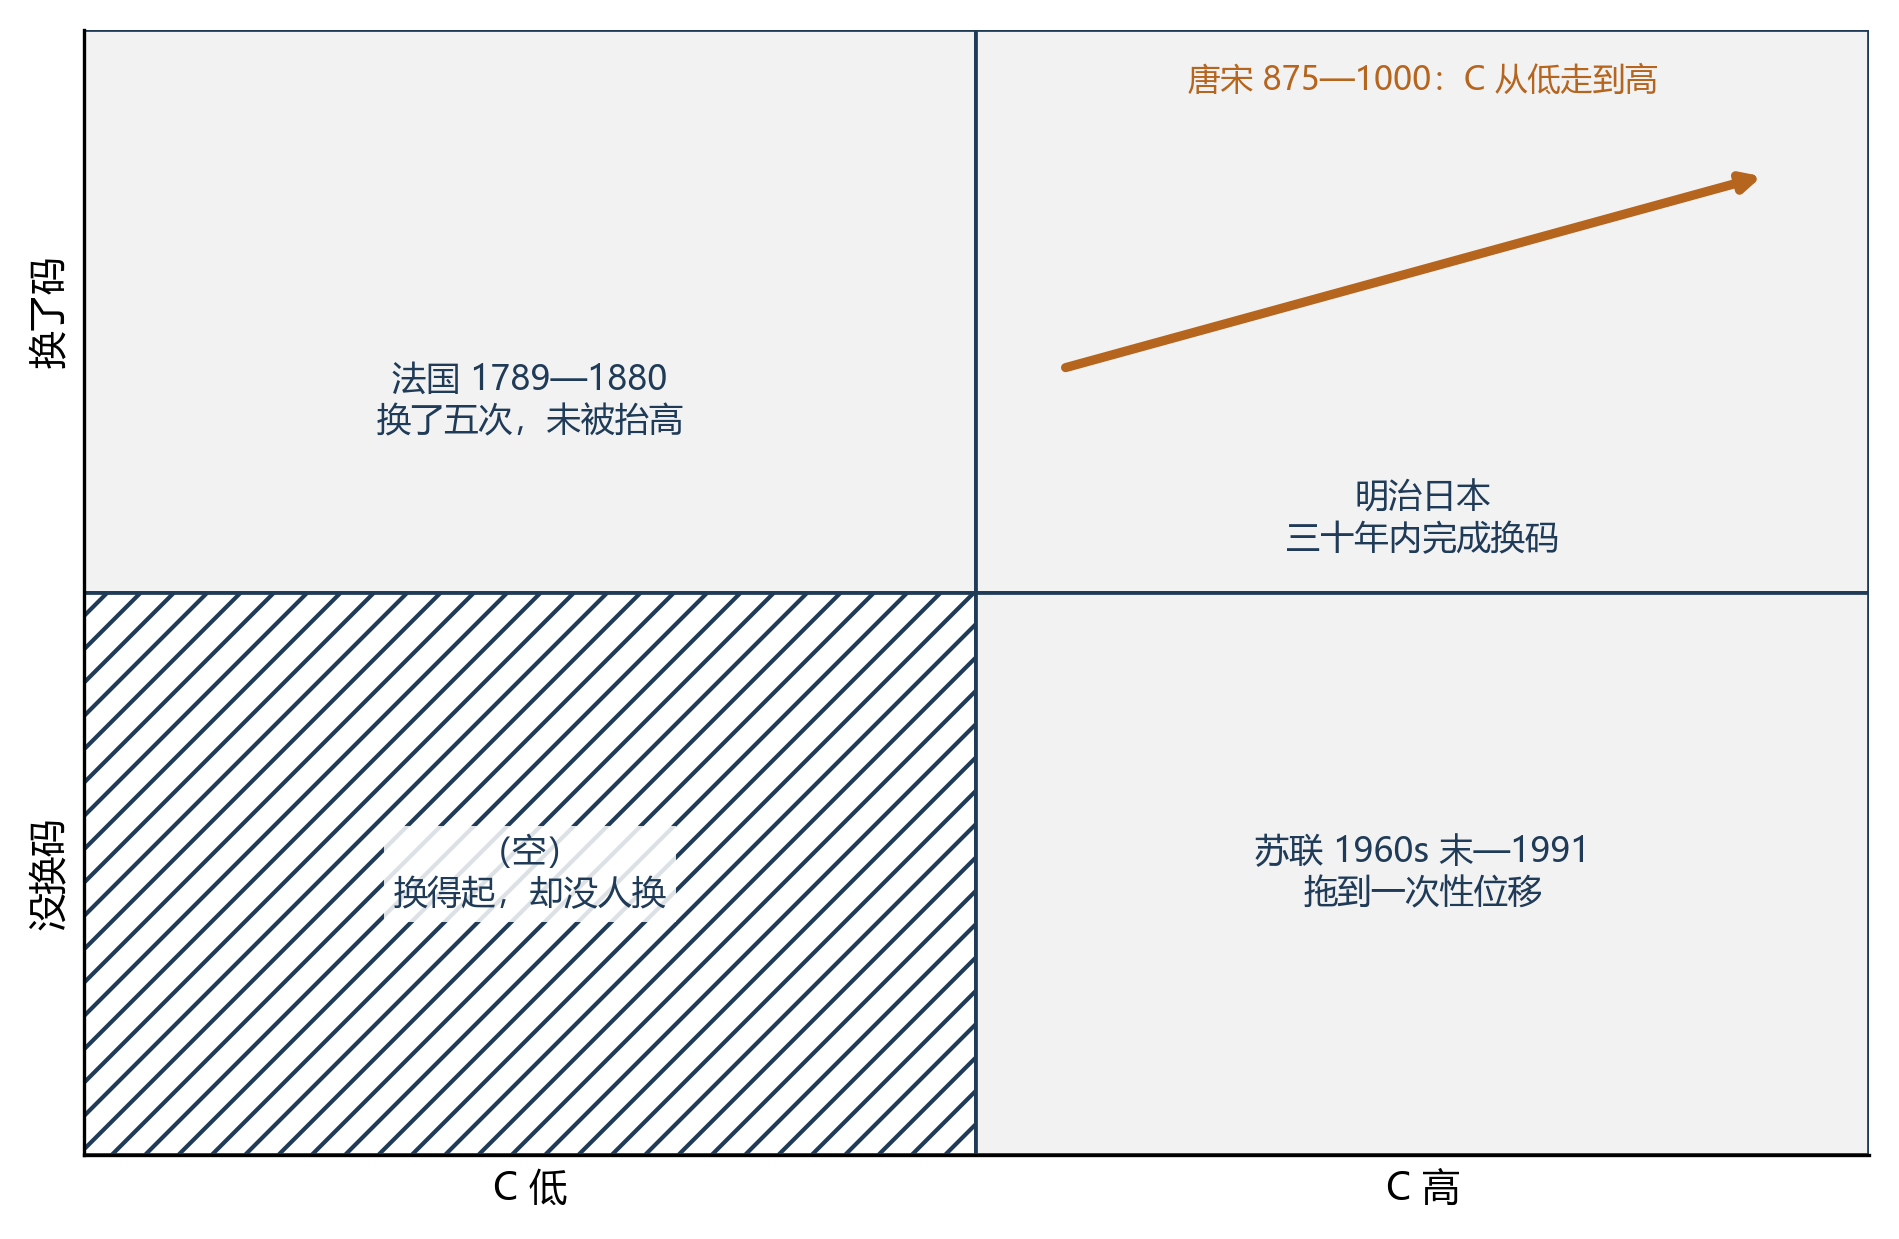 唐宋 875—1000：C 从低走到高
换了码
法国 1789—1880
换了五次，未被抬高
明治日本
三十年内完成换码
没换码
（空）
换得起，却没人换
苏联 1960s 末—1991
拖到一次性位移
C 低
C 高